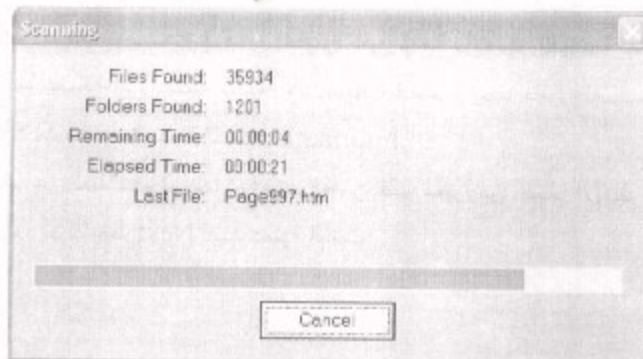 Scanning
Files Found: 35934
Folders Found: 1201
Remaining Time: 00:00:04
Elapsed Time: 00:00:21
Last File: Page997.htm
Cancel